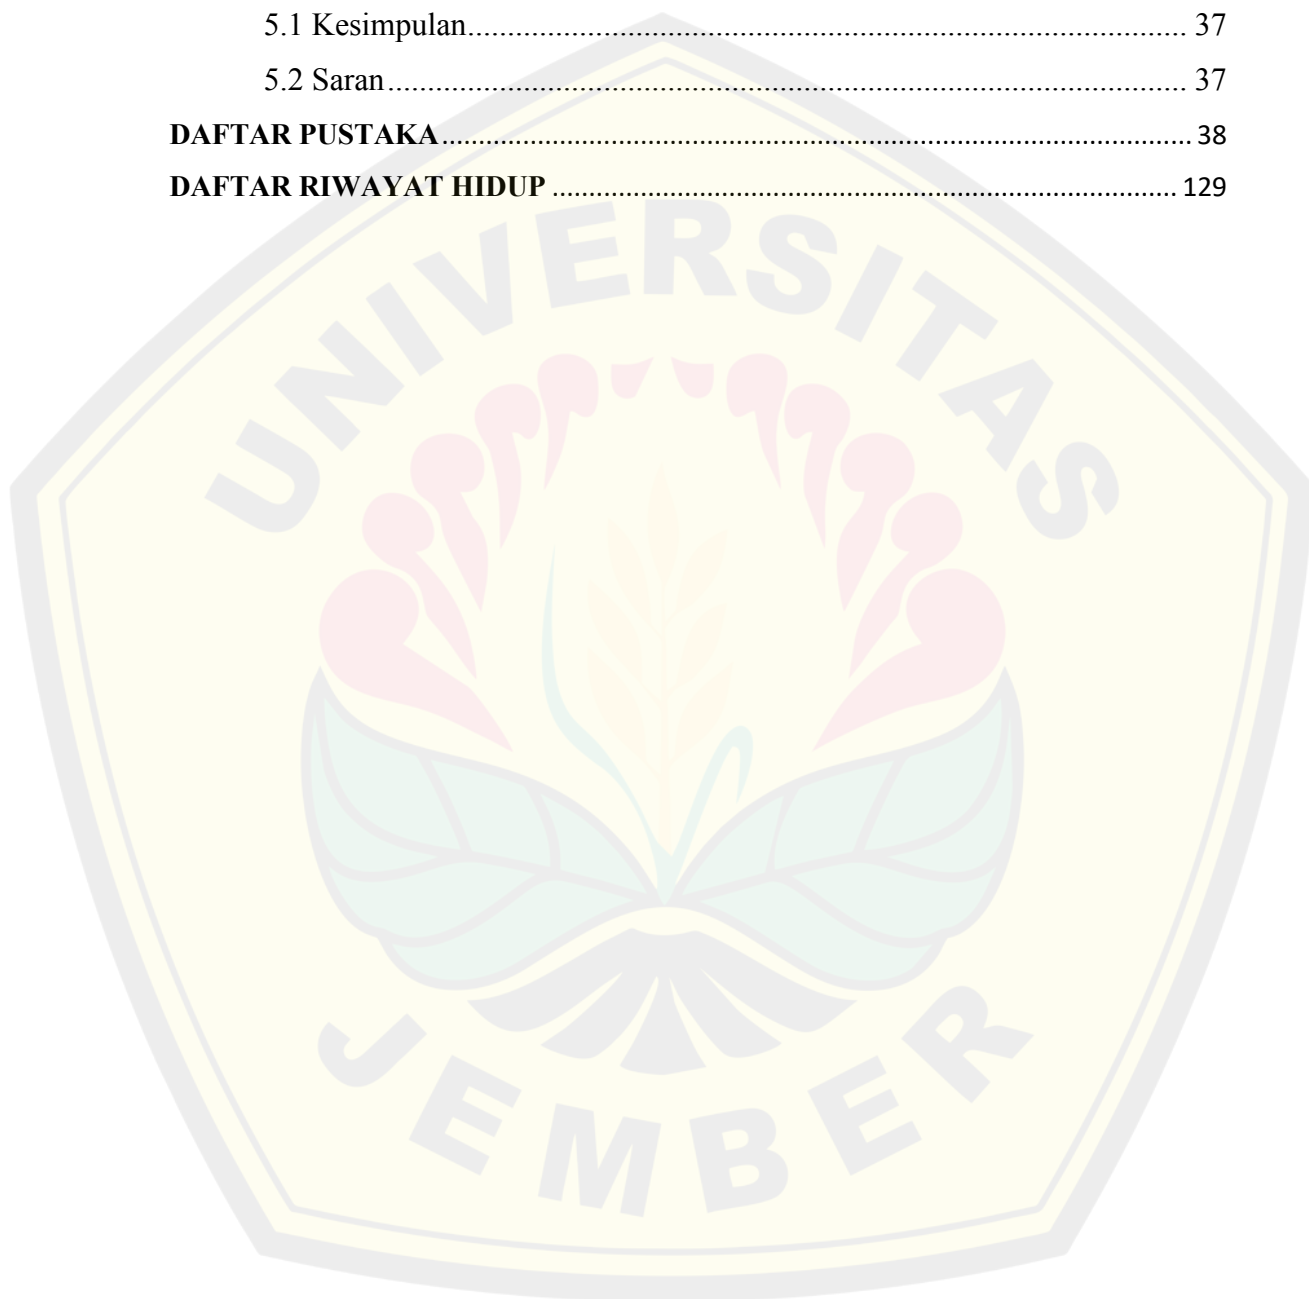 5.1 Kesimpulan................................................................................................ 37
5.2 Saran........................................................................................................... 37
DAFTAR PUSTAKA.................................................................................................... 38
DAFTAR RIWAYAT HIDUP.................................................................................... 129
UNIVERSITAS
JEMBER